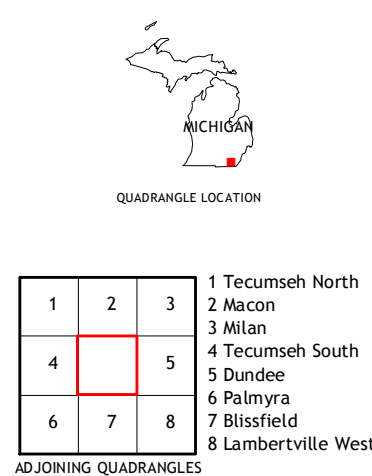 MICHIGAN
QUADRANGLE LOCATION
1 2 3
4 5
6 7 8
1 Tecumseh North
2 Macon
3 Milan
4 Tecumseh South
5 Dundee
6 Palmyra
7 Blissfield
8 Lambertville West
ADJOINING QUADRANGLES